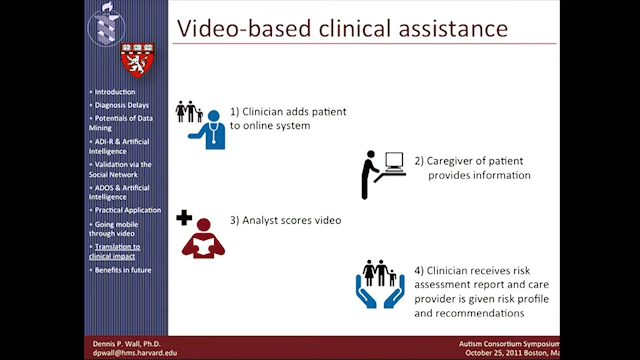 Video-based clinical assistance
• Introduction
• Diagnosis Delays
• Potentials of Data
Mining
• ADI-R & Artificial
Intelligence
• Validation via the
Social Network
• ADOS & Artificial
Intelligence
• Practical Application
• Going mobile
through video
• Translation to
clinical impact
• Benefits in future
1) Clinician adds patient
to online system
2) Caregiver of patient
provides information
3) Analyst scores video
4) Clinician receives risk
assessment report and care
provider is given risk profile
and recommendations
Dennis P. Wall, Ph.D.
dpwall@hms.harvard.edu
Autism Consortium Symposium
October 25, 2011 Boston, Ma